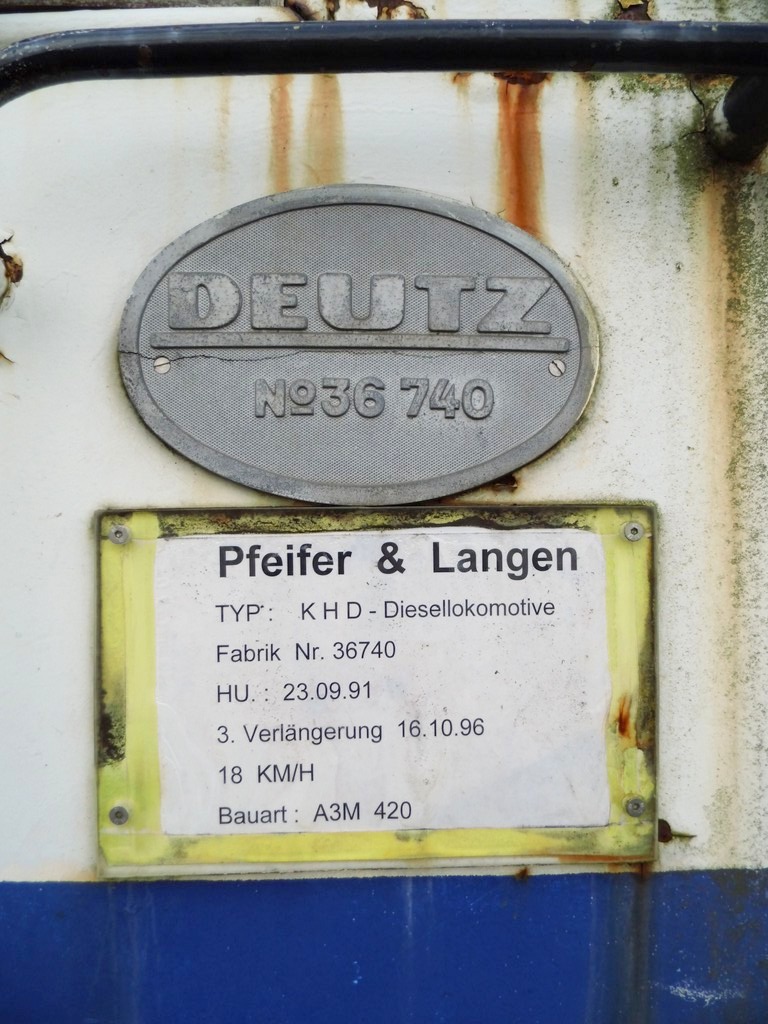 DEUTZ
Nº36 740
Pfeifer & Langen
TYP : K H D - Diesellokomotive
Fabrik Nr. 36740
HU. : 23.09.91
3. Verlängerung 16.10.96
18 KM/H
Bauart : A3M 420